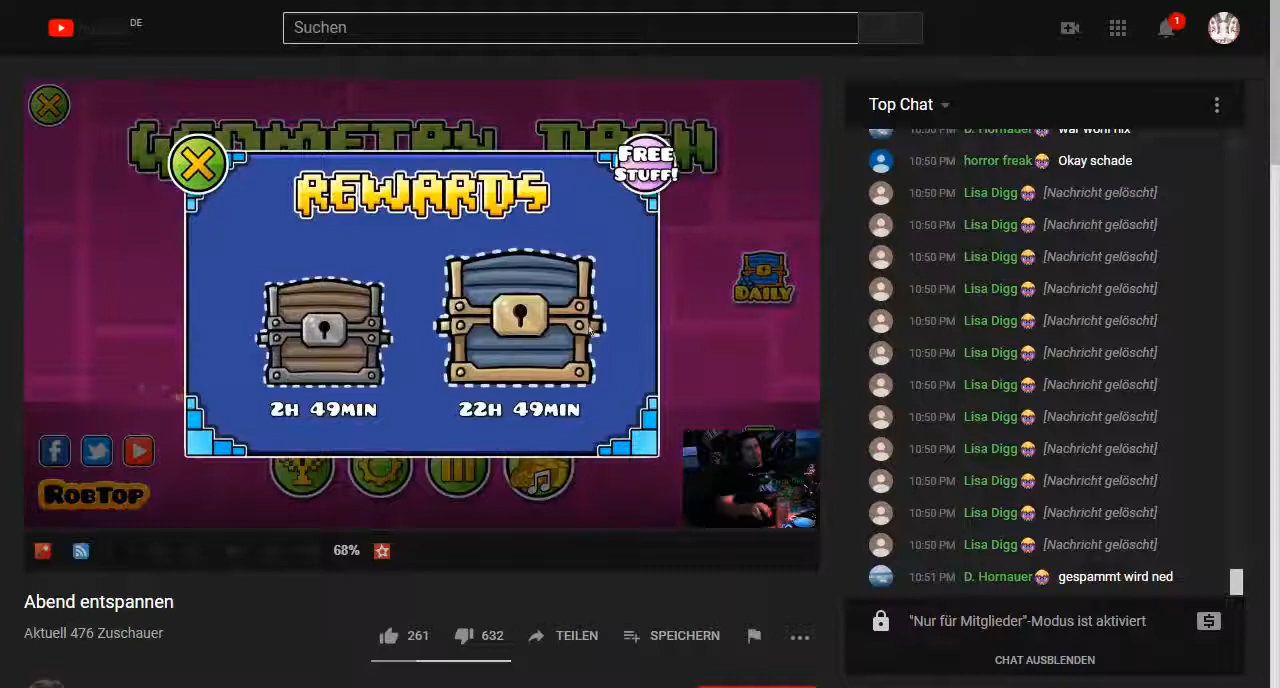 DE
Suchen
1
GEOMETRY DASH
FREE
STUFF!
REWARDS
2H 49MIN
22H 49MIN
DAILY
ROBTOP
68%
Abend entspannen
Aktuell 476 Zuschauer
261
632
TEILEN
SPEICHERN
Top Chat
10:50 PM D. Hornauer war wohl nix
10:50 PM horror freak Okay schade
10:50 PM Lisa Digg [Nachricht gelöscht]
10:50 PM Lisa Digg [Nachricht gelöscht]
10:50 PM Lisa Digg [Nachricht gelöscht]
10:50 PM Lisa Digg [Nachricht gelöscht]
10:50 PM Lisa Digg [Nachricht gelöscht]
10:50 PM Lisa Digg [Nachricht gelöscht]
10:50 PM Lisa Digg [Nachricht gelöscht]
10:50 PM Lisa Digg [Nachricht gelöscht]
10:50 PM Lisa Digg [Nachricht gelöscht]
10:50 PM Lisa Digg [Nachricht gelöscht]
10:50 PM Lisa Digg [Nachricht gelöscht]
10:50 PM Lisa Digg [Nachricht gelöscht]
10:51 PM D. Hornauer gespammt wird ned
"Nur für Mitglieder"-Modus ist aktiviert
CHAT AUSBLENDEN